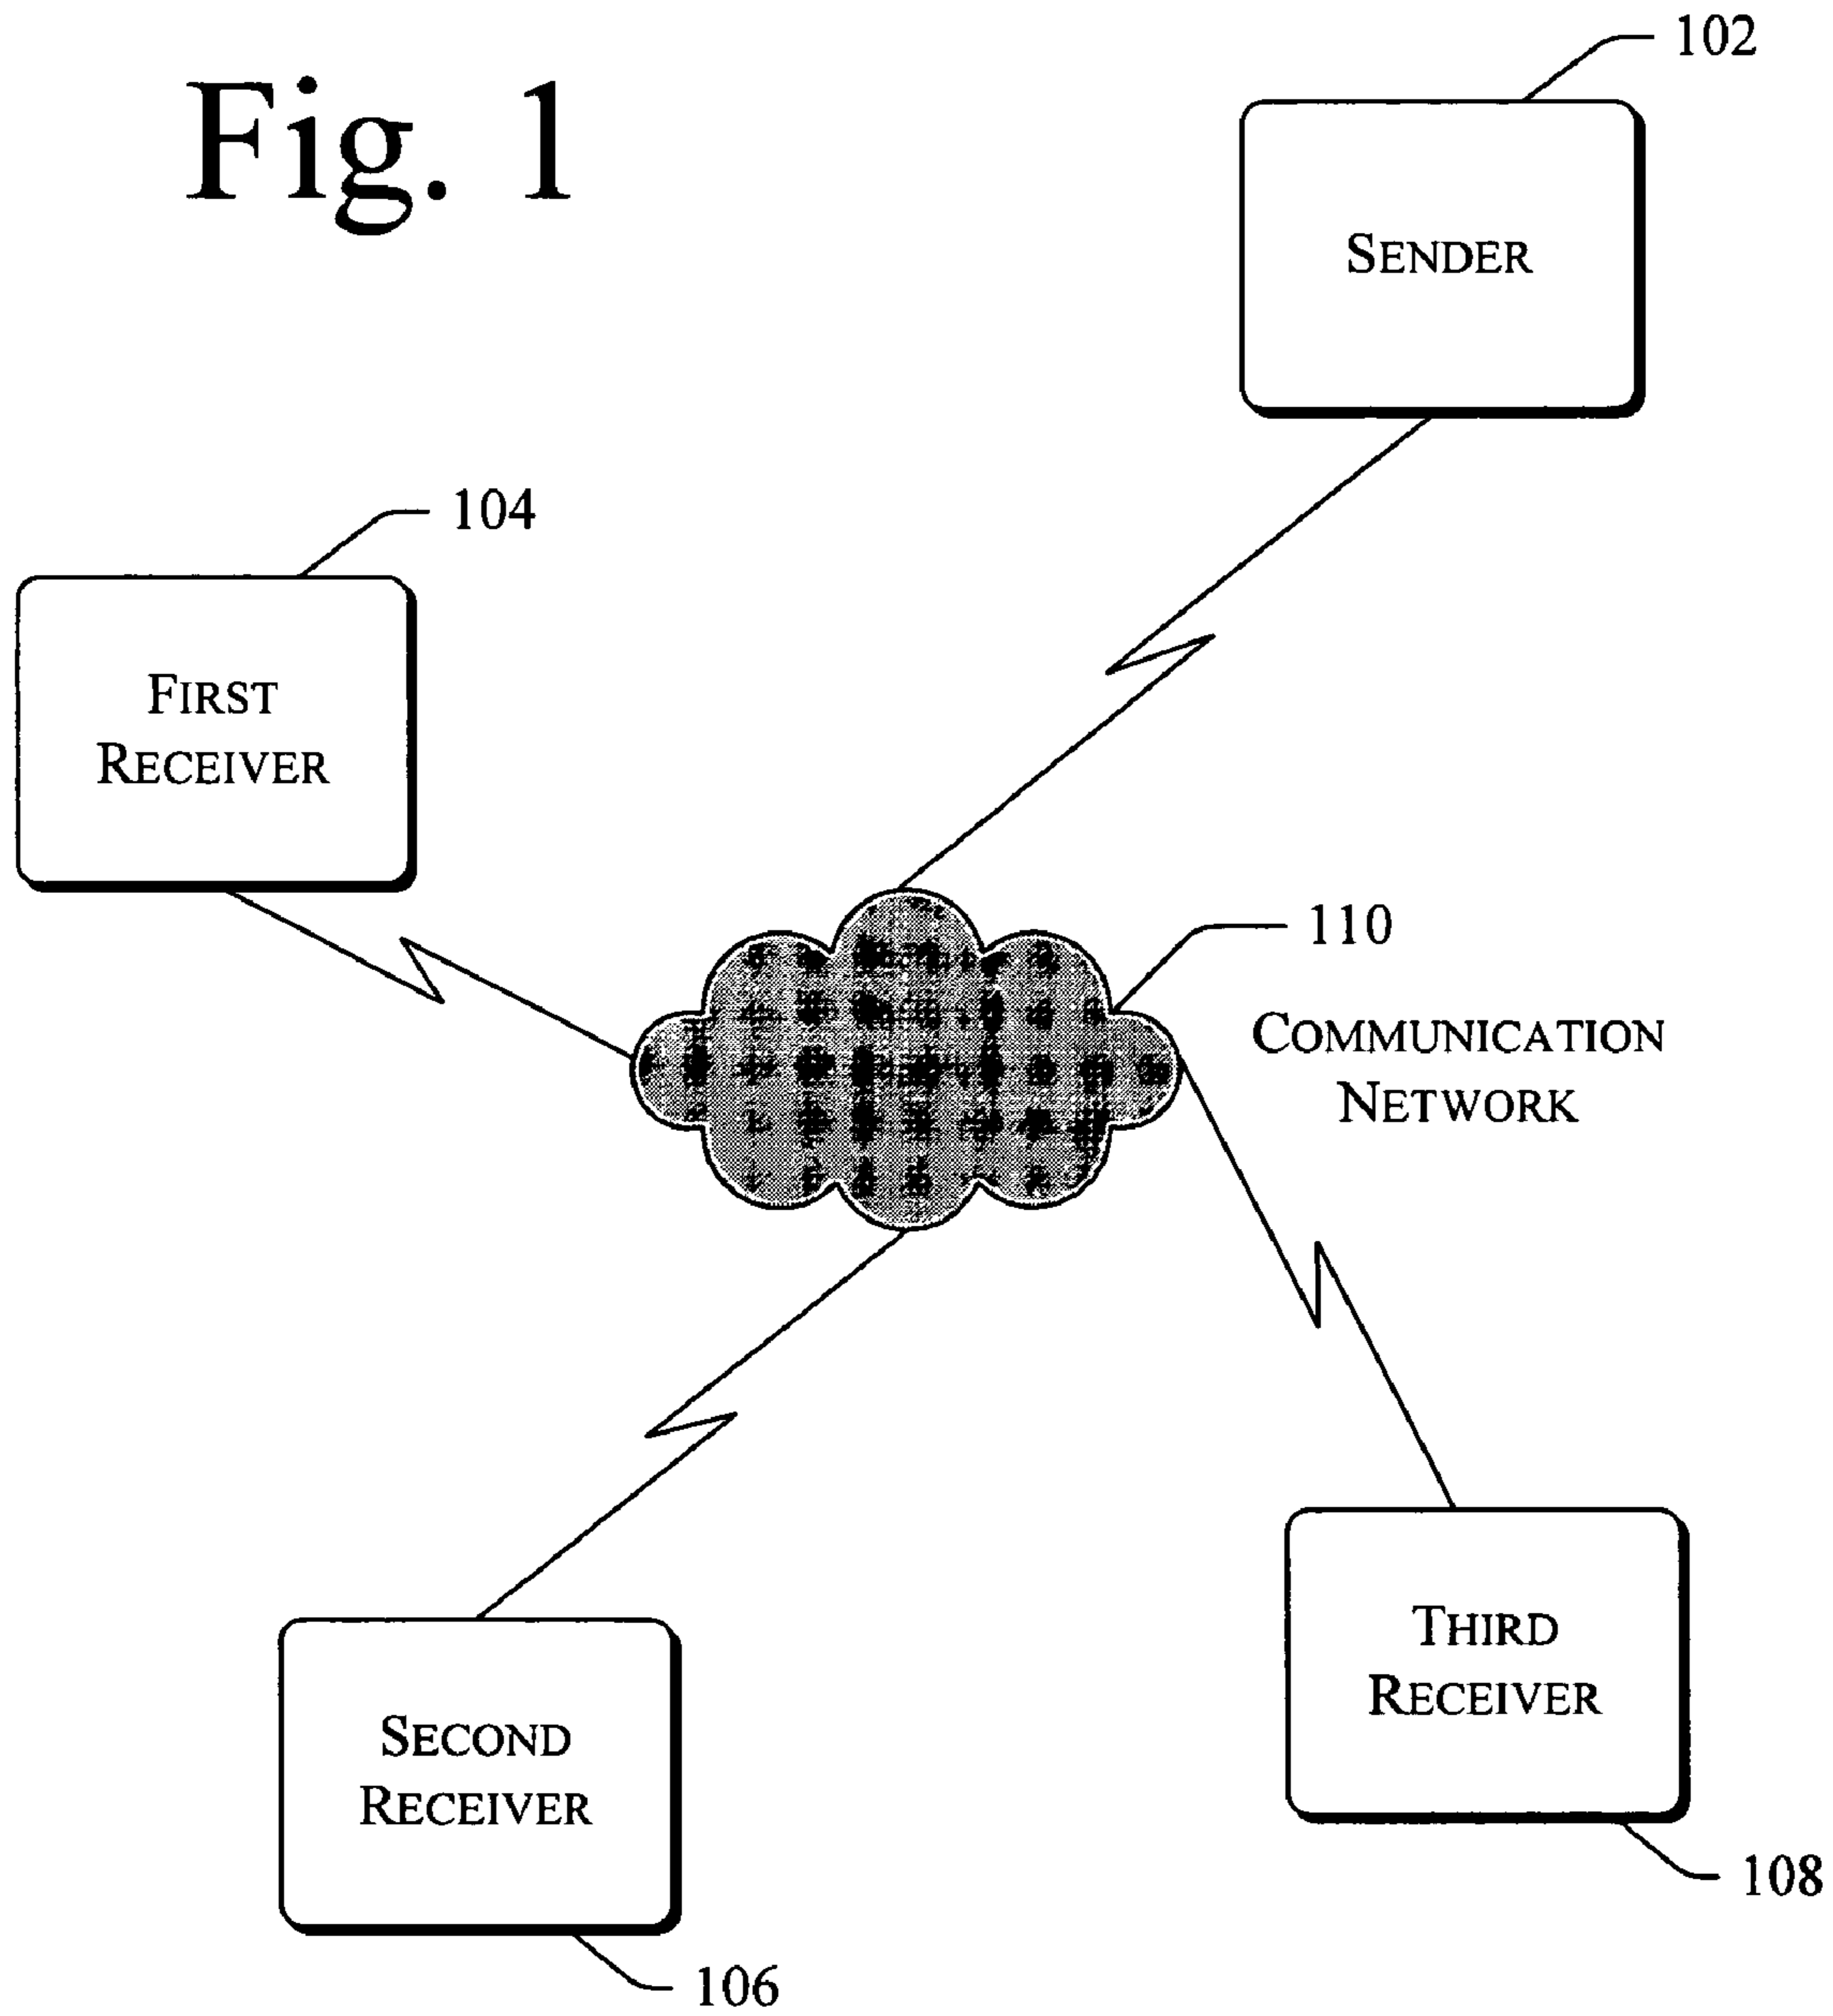 Fig. 1
102
SENDER
104
FIRST
RECEIVER
110
COMMUNICATION
NETWORK
THIRD
RECEIVER
108
SECOND
RECEIVER
106